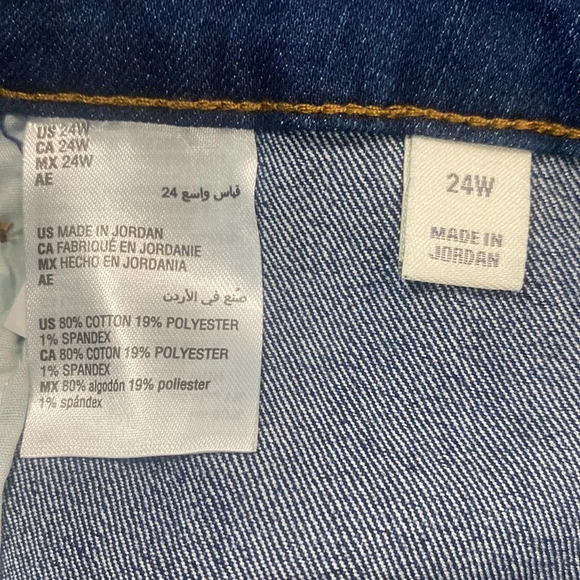 US 24W
CA 24W
MX 24W
AE
قياس واسع 24
US MADE IN JORDAN
CA FABRIQUÉ EN JORDANIE
MX HECHO EN JORDANIA
AE
صنّع في الأردن
US 80% COTTON 19% POLYESTER
1% SPANDEX
CA 80% COTON 19% POLYESTER
1% SPANDEX
MX 80% algodón 19% poliester
1% spándex
24W
MADE IN
JORDAN